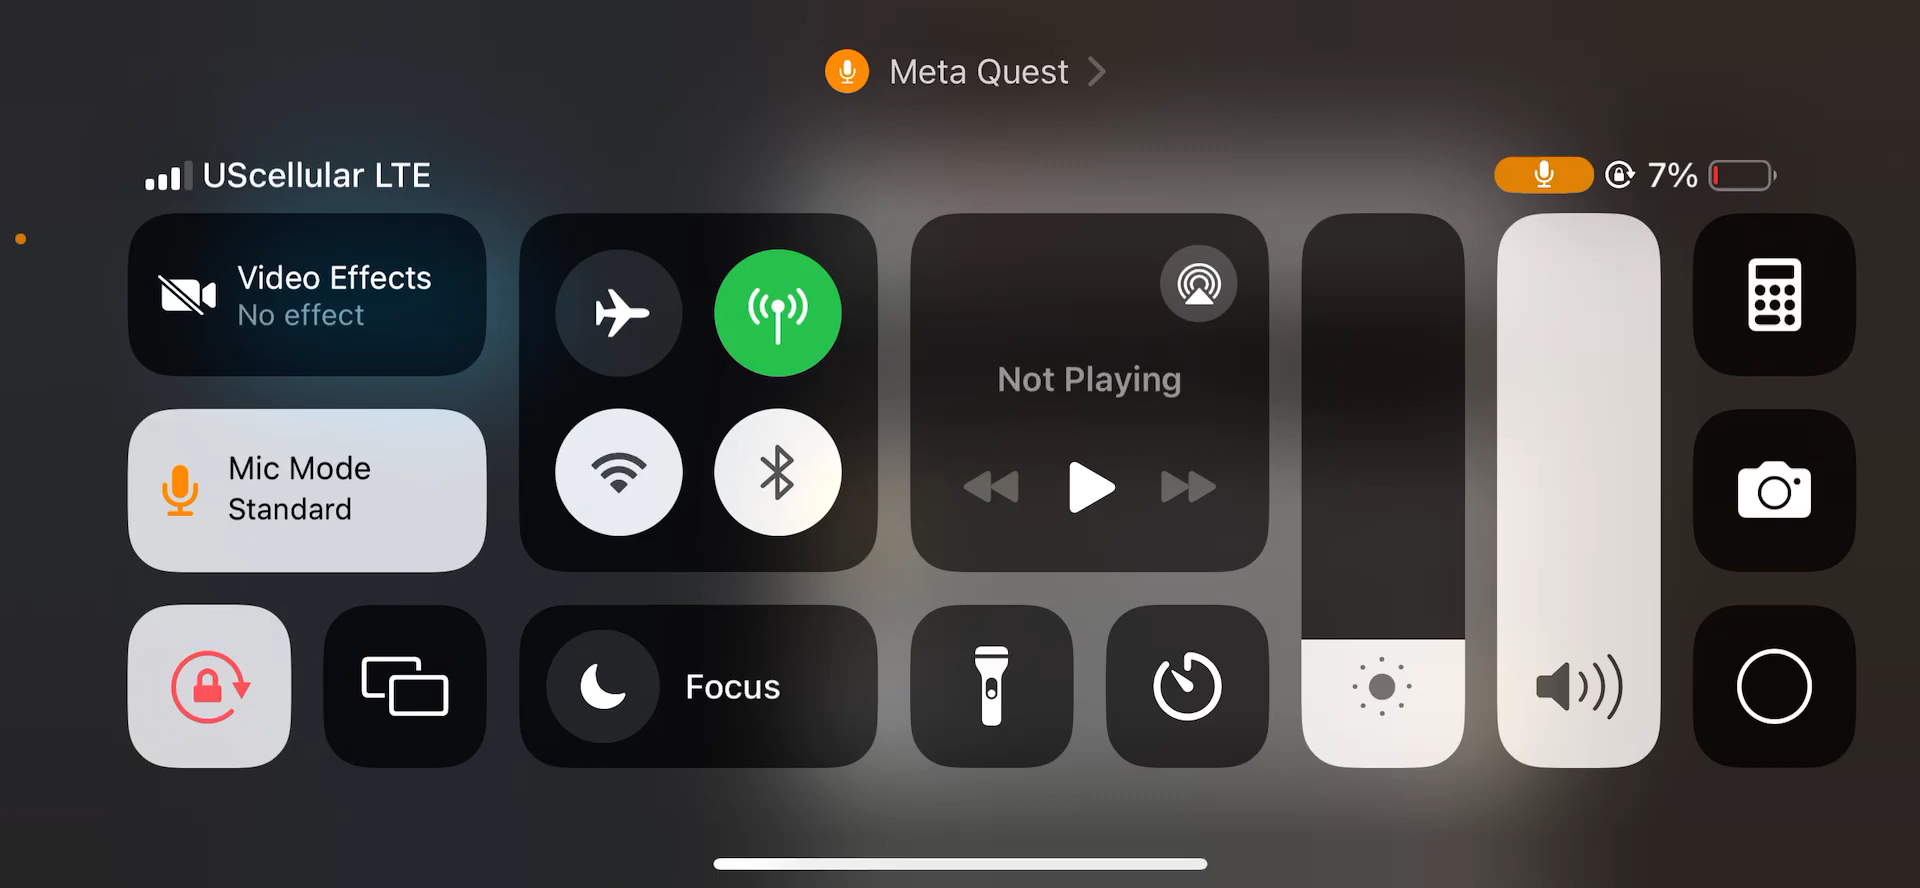 Meta Quest
UScellular LTE
7%
Video Effects
No effect
Not Playing
Mic Mode
Standard
Focus